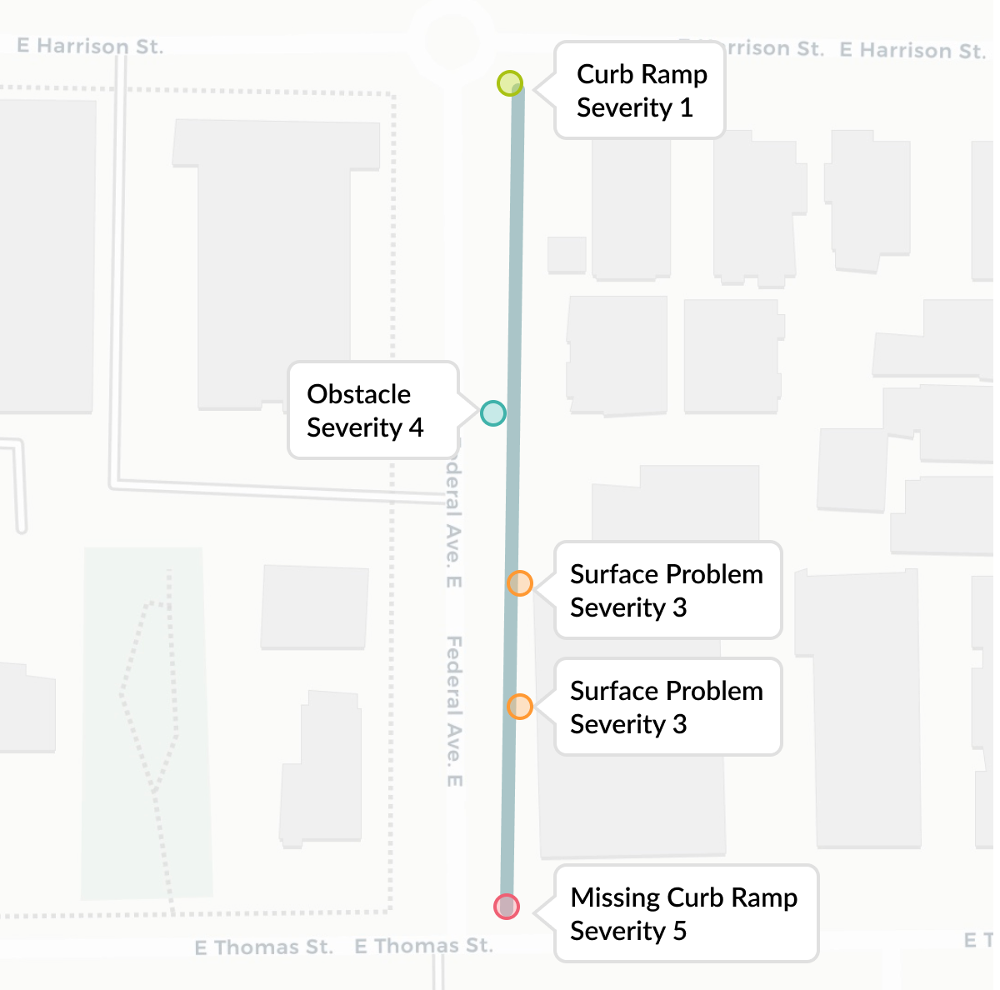 E Harrison St.
rrison St.
E Harrison St.
Curb Ramp
Severity 1
Obstacle
Severity 4
deral Ave. E
Surface Problem
Severity 3
Federal Ave. E
Surface Problem
Severity 3
Missing Curb Ramp
Severity 5
E Thomas St.
E Thomas St.
E T